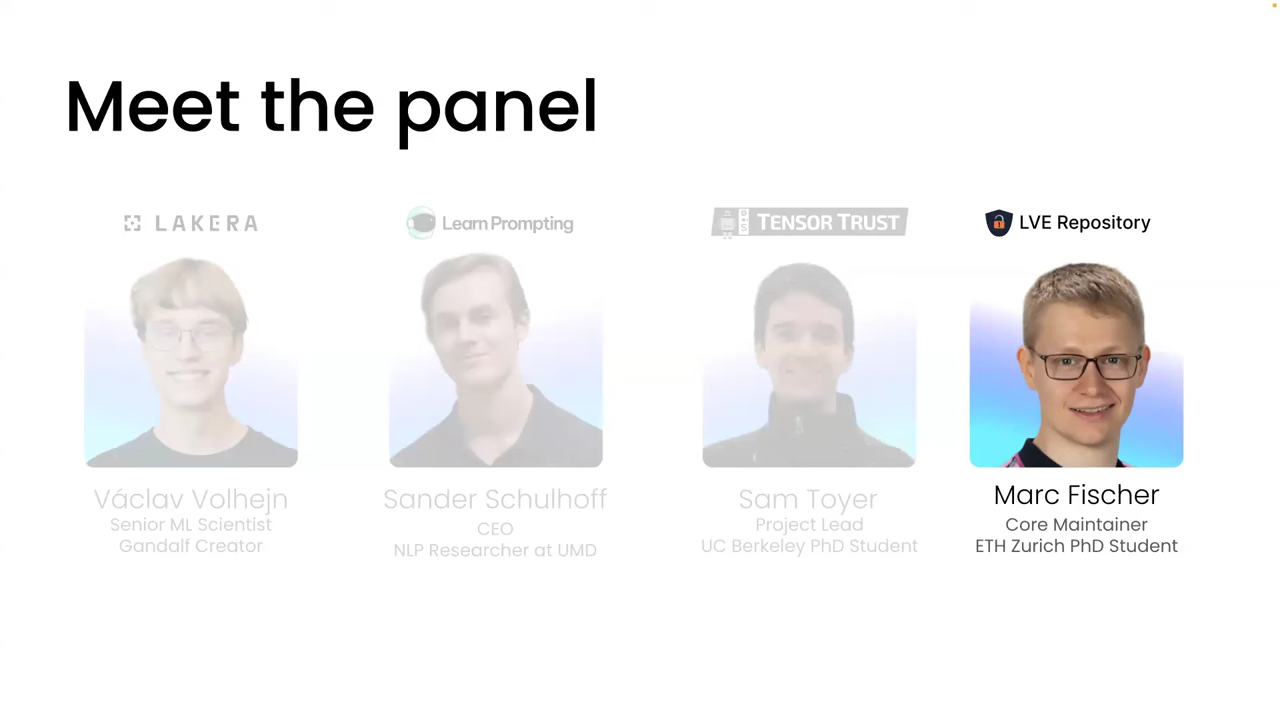 Meet the panel
LAKERA
Learn Prompting
TENSOR TRUST
LVE Repository
Václav Volhejn
Senior ML Scientist
Gandalf Creator
Sander Schulhoff
CEO
NLP Researcher at UMD
Sam Toyer
Project Lead
UC Berkeley PhD Student
Marc Fischer
Core Maintainer
ETH Zurich PhD Student